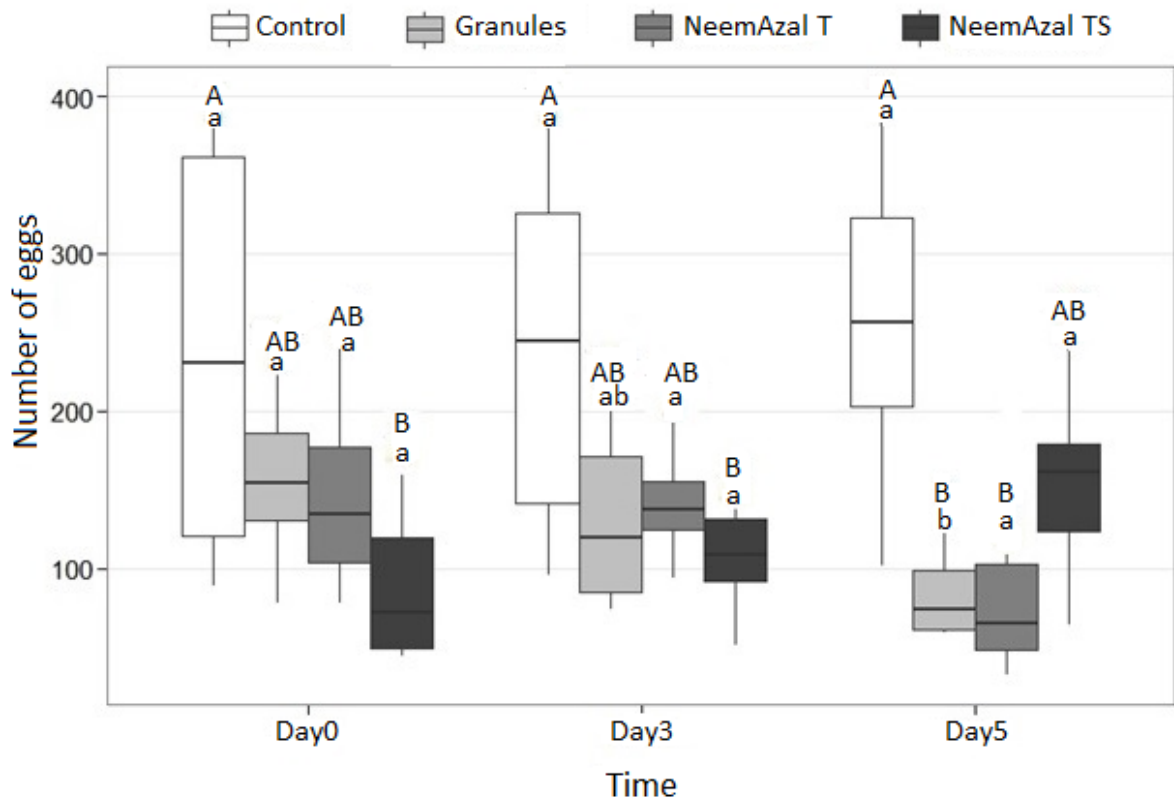 Control Granules NeemAzal T NeemAzal TS
Number of eggs
400
300
200
100
A
a
AB
a
AB
a
B
a
A
a
AB
ab
AB
a
B
a
A
a
B
b
B
a
AB
a
Day0 Day3 Day5
Time